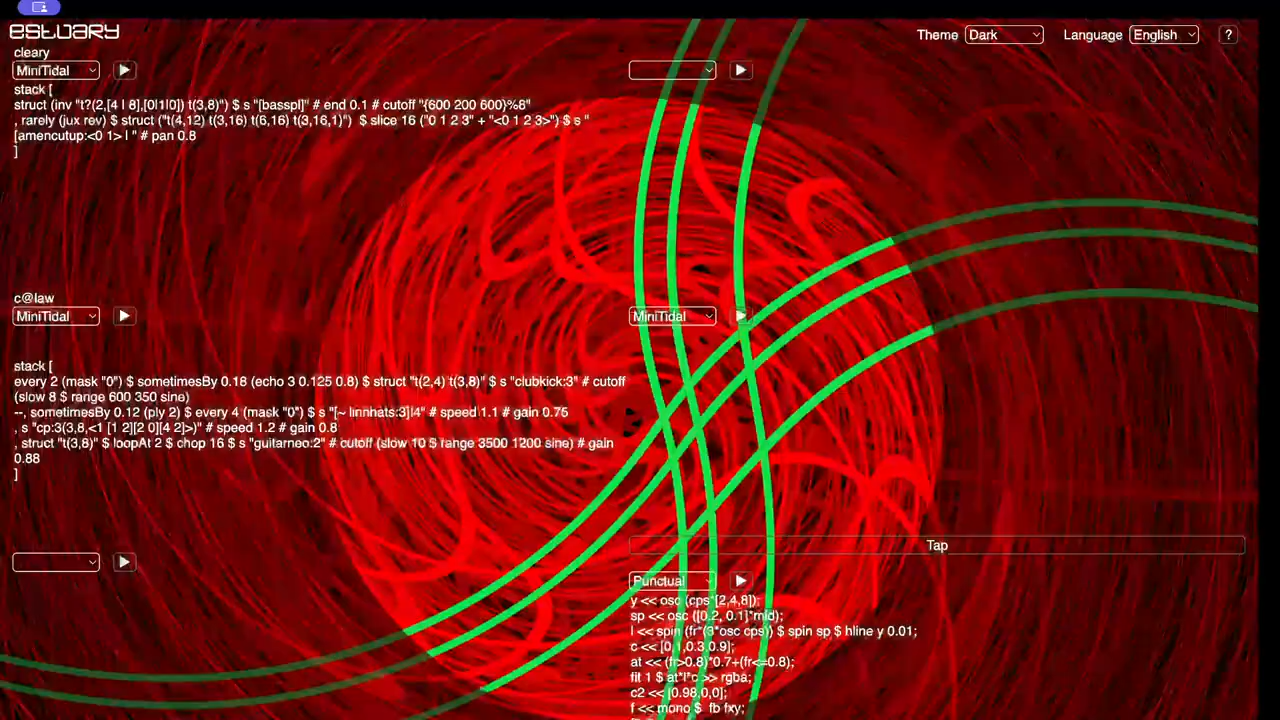 estuary
Theme Dark Language English ?
cleary
MiniTidal
stack [
struct (inv "t?(2,[4 | 8],[0|1|0]) t(3,8)") $ s "[basspl]" # end 0.1 # cutoff "{600 200 600}%8"
, rarely (jux rev) $ struct ("t(4,12) t(3,16) t(6,16) t(3,16,1)")  $ slice 16 ("0 1 2 3" + "<0 1 2 3>") $ s "
[amencutup:<0 1> | " # pan 0.8
]
c@law
MiniTidal
MiniTidal
stack [
every 2 (mask "0") $ sometimesBy 0.18 (echo 3 0.125 0.8) $ struct "t(2,4) t(3,8)" $ s "clubkick:3" # cutoff
(slow 8 $ range 600 350 sine)
--, sometimesBy 0.12 (ply 2) $ every 4 (mask "0") $ s "[~ linnhats:3]!4" # speed 1.1 # gain 0.75
, s "cp:3(3,8,<1 [1 2][2 0][4 2]>)" # speed 1.2 # gain 0.8
, struct "t(3,8)" $ loopAt 2 $ chop 16 $ s "guitarneo:2" # cutoff (slow 10 $ range 3500 1200 sine) # gain
0.88
]
Tap
Punctual
y << osc (cps*[2,4,8]);
sp << osc ([0.2, 0.1]*mid);
l << spin (fr*(3*osc cps)) $ spin sp $ hline y 0.01;
c << [0,1,0.3,0.9];
at << (fr>0.8)*0.7+(fr<=0.8);
fit 1 $ at*l*c >> rgba;
c2 << [0.98,0,0];
f << mono $ fb fxy;